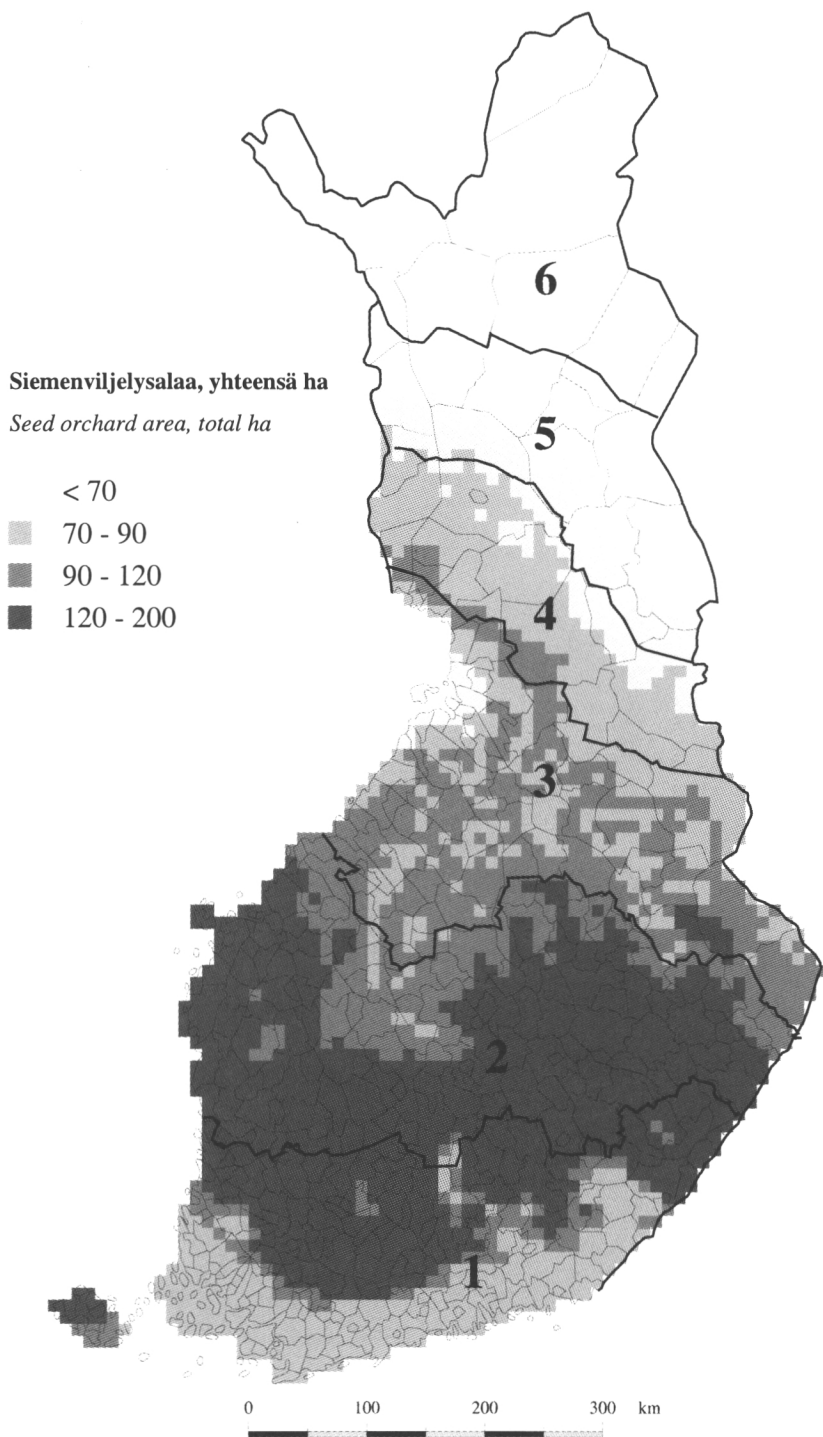 6
Siemenviljelysalaa, yhteensä ha
Seed orchard area, total ha
5
< 70
70 - 90
90 - 120
120 - 200
4
3
2
1
0 100 200 300 km